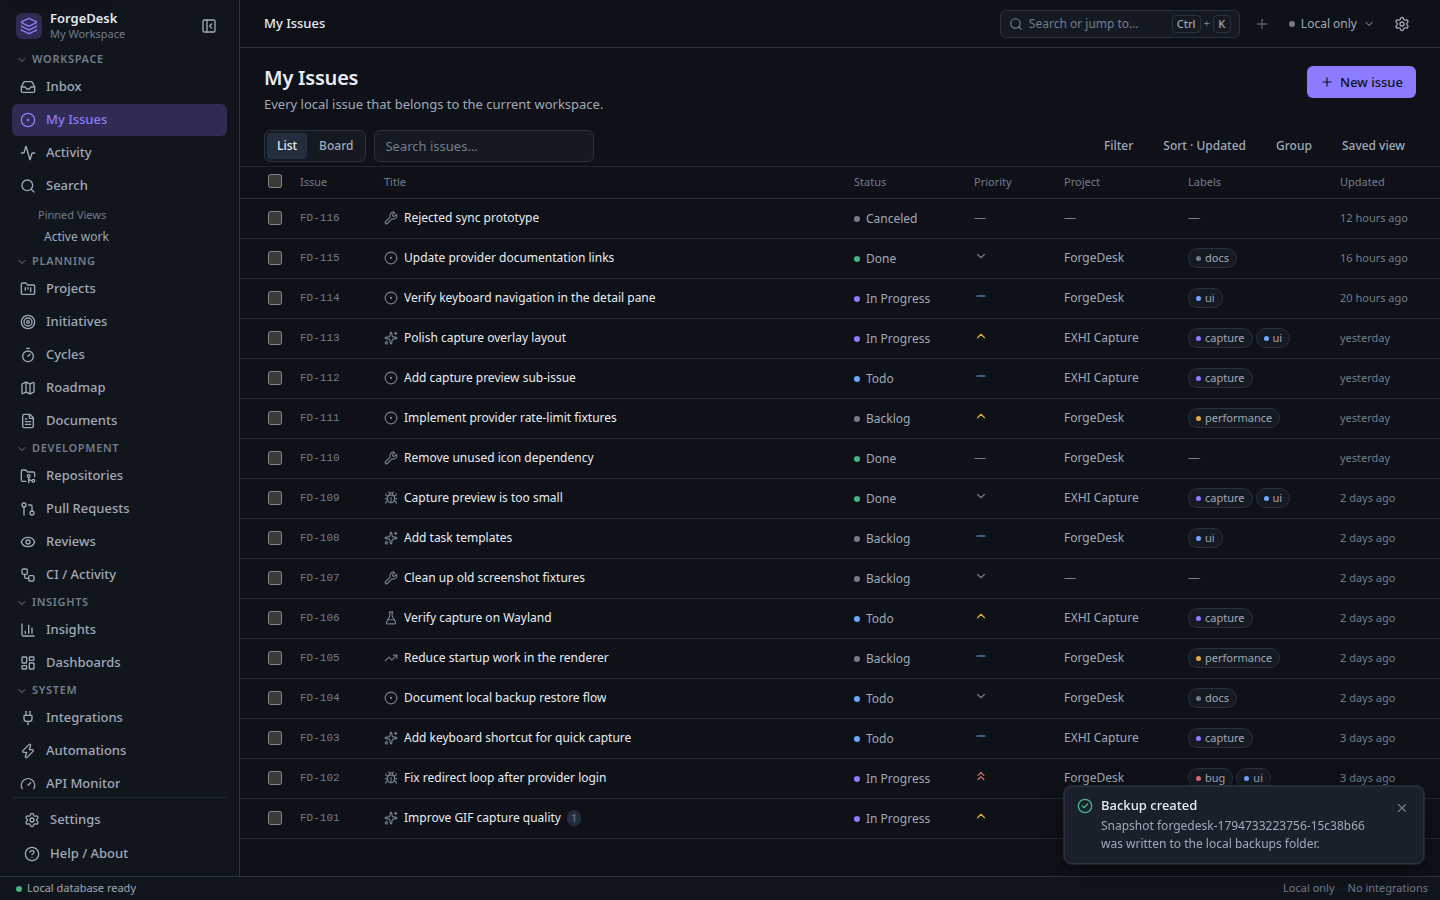 ForgeDesk
My Workspace
WORKSPACE
Inbox
My Issues
Activity
Search
Pinned Views
Active work
PLANNING
Projects
Initiatives
Cycles
Roadmap
Documents
DEVELOPMENT
Repositories
Pull Requests
Reviews
CI / Activity
INSIGHTS
Insights
Dashboards
SYSTEM
Integrations
Automations
API Monitor
Settings
Help / About
My Issues
Search or jump to... Ctrl + K
Local only
My Issues
Every local issue that belongs to the current workspace.
New issue
List Board Search issues...
Filter Sort · Updated Group Saved view
Issue Title Status Priority Project Labels Updated
FD-116 Rejected sync prototype Canceled — — — 12 hours ago
FD-115 Update provider documentation links Done ForgeDesk docs 16 hours ago
FD-114 Verify keyboard navigation in the detail pane In Progress ForgeDesk ui 20 hours ago
FD-113 Polish capture overlay layout In Progress EXHI Capture capture ui yesterday
FD-112 Add capture preview sub-issue Todo EXHI Capture capture yesterday
FD-111 Implement provider rate-limit fixtures Backlog ForgeDesk performance yesterday
FD-110 Remove unused icon dependency Done — ForgeDesk — yesterday
FD-109 Capture preview is too small Done EXHI Capture capture ui 2 days ago
FD-108 Add task templates Backlog ForgeDesk ui 2 days ago
FD-107 Clean up old screenshot fixtures Backlog — — 2 days ago
FD-106 Verify capture on Wayland Todo EXHI Capture capture 2 days ago
FD-105 Reduce startup work in the renderer Backlog ForgeDesk performance 2 days ago
FD-104 Document local backup restore flow Todo ForgeDesk docs 2 days ago
FD-103 Add keyboard shortcut for quick capture Todo EXHI Capture capture 3 days ago
FD-102 Fix redirect loop after provider login In Progress ForgeDesk bug ui 3 days ago
FD-101 Improve GIF capture quality 1 In Progress
Backup created
Snapshot forgedesk-1794733223756-15c38b66
was written to the local backups folder.
Local database ready
Local only · No integrations